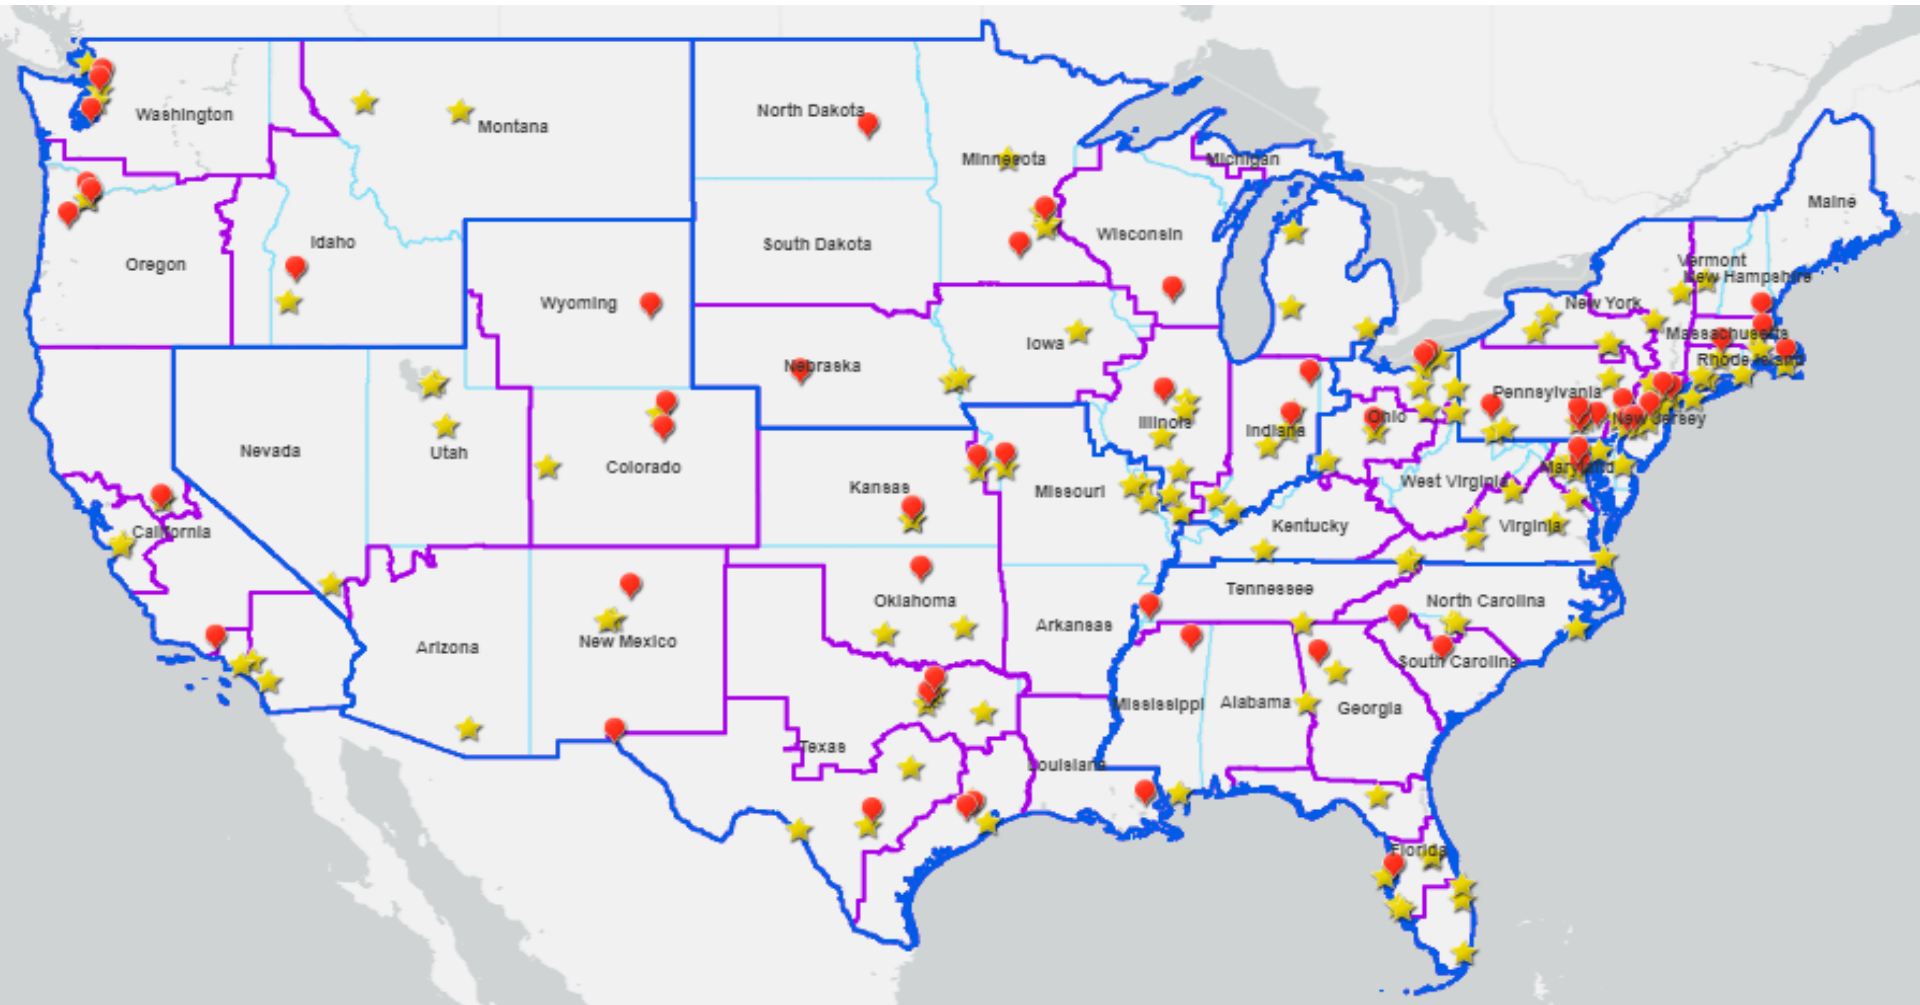 Washington
Montana
North Dakota
Minnesota
Michigan
Maine
Oregon
Idaho
Wyoming
South Dakota
Wisconsin
Vermont
New Hampshire
New York
Massachusetts
Rhode Island
Iowa
Nebraska
Pennsylvania
New Jersey
Nevada
Utah
Colorado
Kansas
Missouri
Illinois
Indiana
Ohio
Maryland
West Virginia
Virginia
Kentucky
California
Arizona
New Mexico
Oklahoma
Arkansas
Tennessee
North Carolina
South Carolina
Mississippi
Alabama
Georgia
Texas
Louisiana
Florida